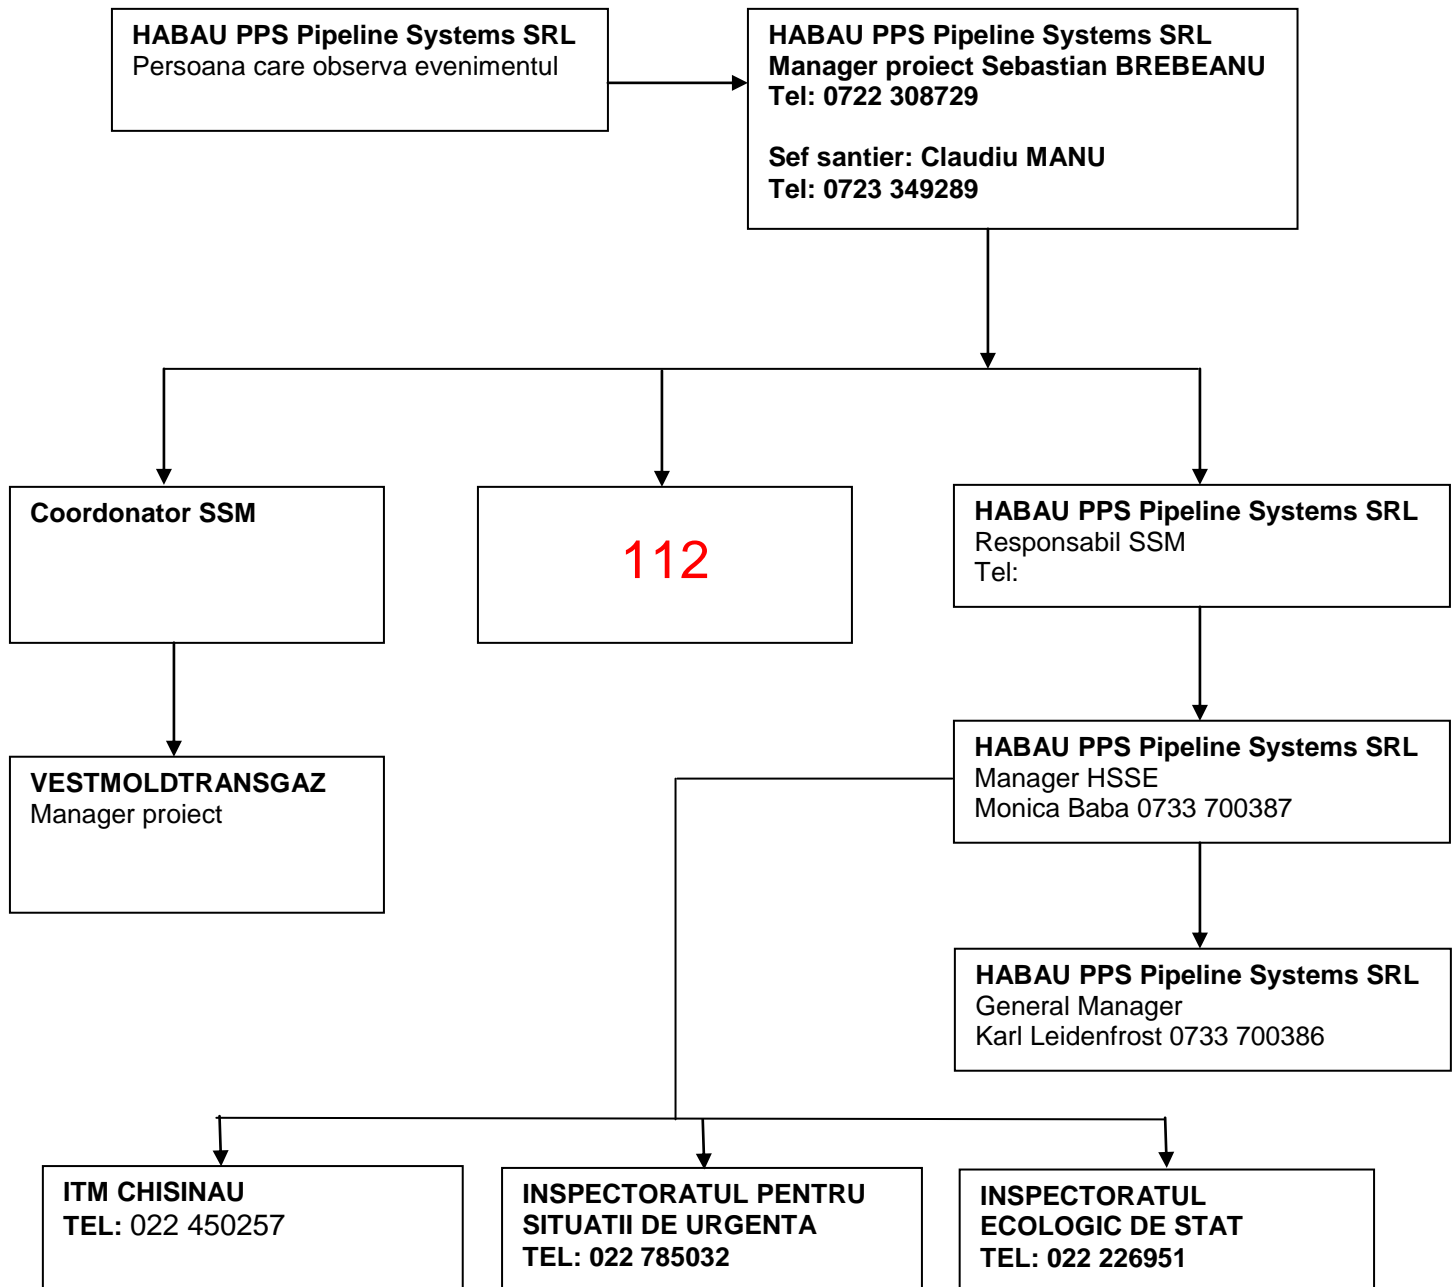 HABAU PPS Pipeline Systems SRL
Persoana care observa evenimentul
HABAU PPS Pipeline Systems SRL
Manager proiect Sebastian BREBEANU
Tel: 0722 308729
Sef santier: Claudiu MANU
Tel: 0723 349289
Coordonator SSM
112
HABAU PPS Pipeline Systems SRL
Responsabil SSM
Tel:
VESTMOLDTRANSGAZ
Manager proiect
HABAU PPS Pipeline Systems SRL
Manager HSSE
Monica Baba 0733 700387
HABAU PPS Pipeline Systems SRL
General Manager
Karl Leidenfrost 0733 700386
ITM CHISINAU
TEL: 022 450257
INSPECTORATUL PENTRU
SITUATII DE URGENTA
TEL: 022 785032
INSPECTORATUL
ECOLOGIC DE STAT
TEL: 022 226951